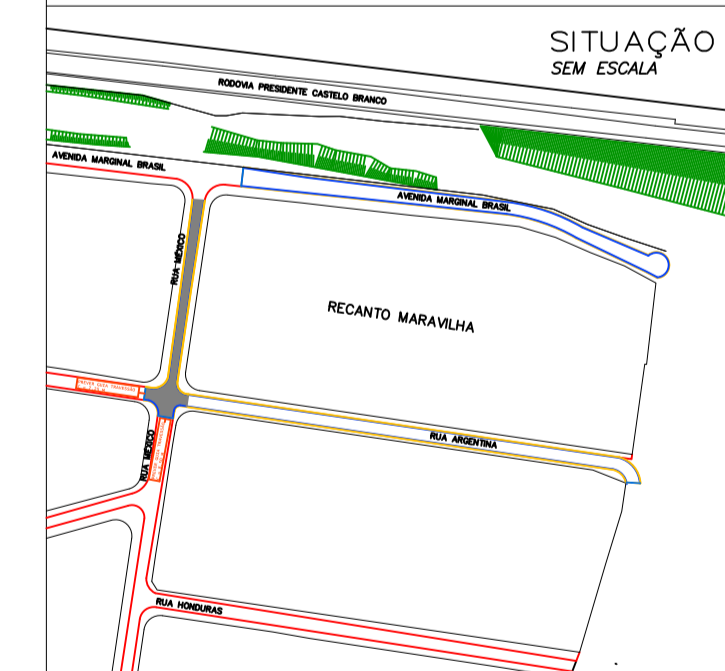 SITUAÇÃO
SEM ESCALA
RODOVIA PRESIDENTE CASTELO BRANCO
AVENIDA MARGINAL BRASIL
AVENIDA MARGINAL BRASIL
RUA MÉXICO
RECANTO MARAVILHA
RUA ARGENTINA
RUA MÉXICO
RUA HONDURAS